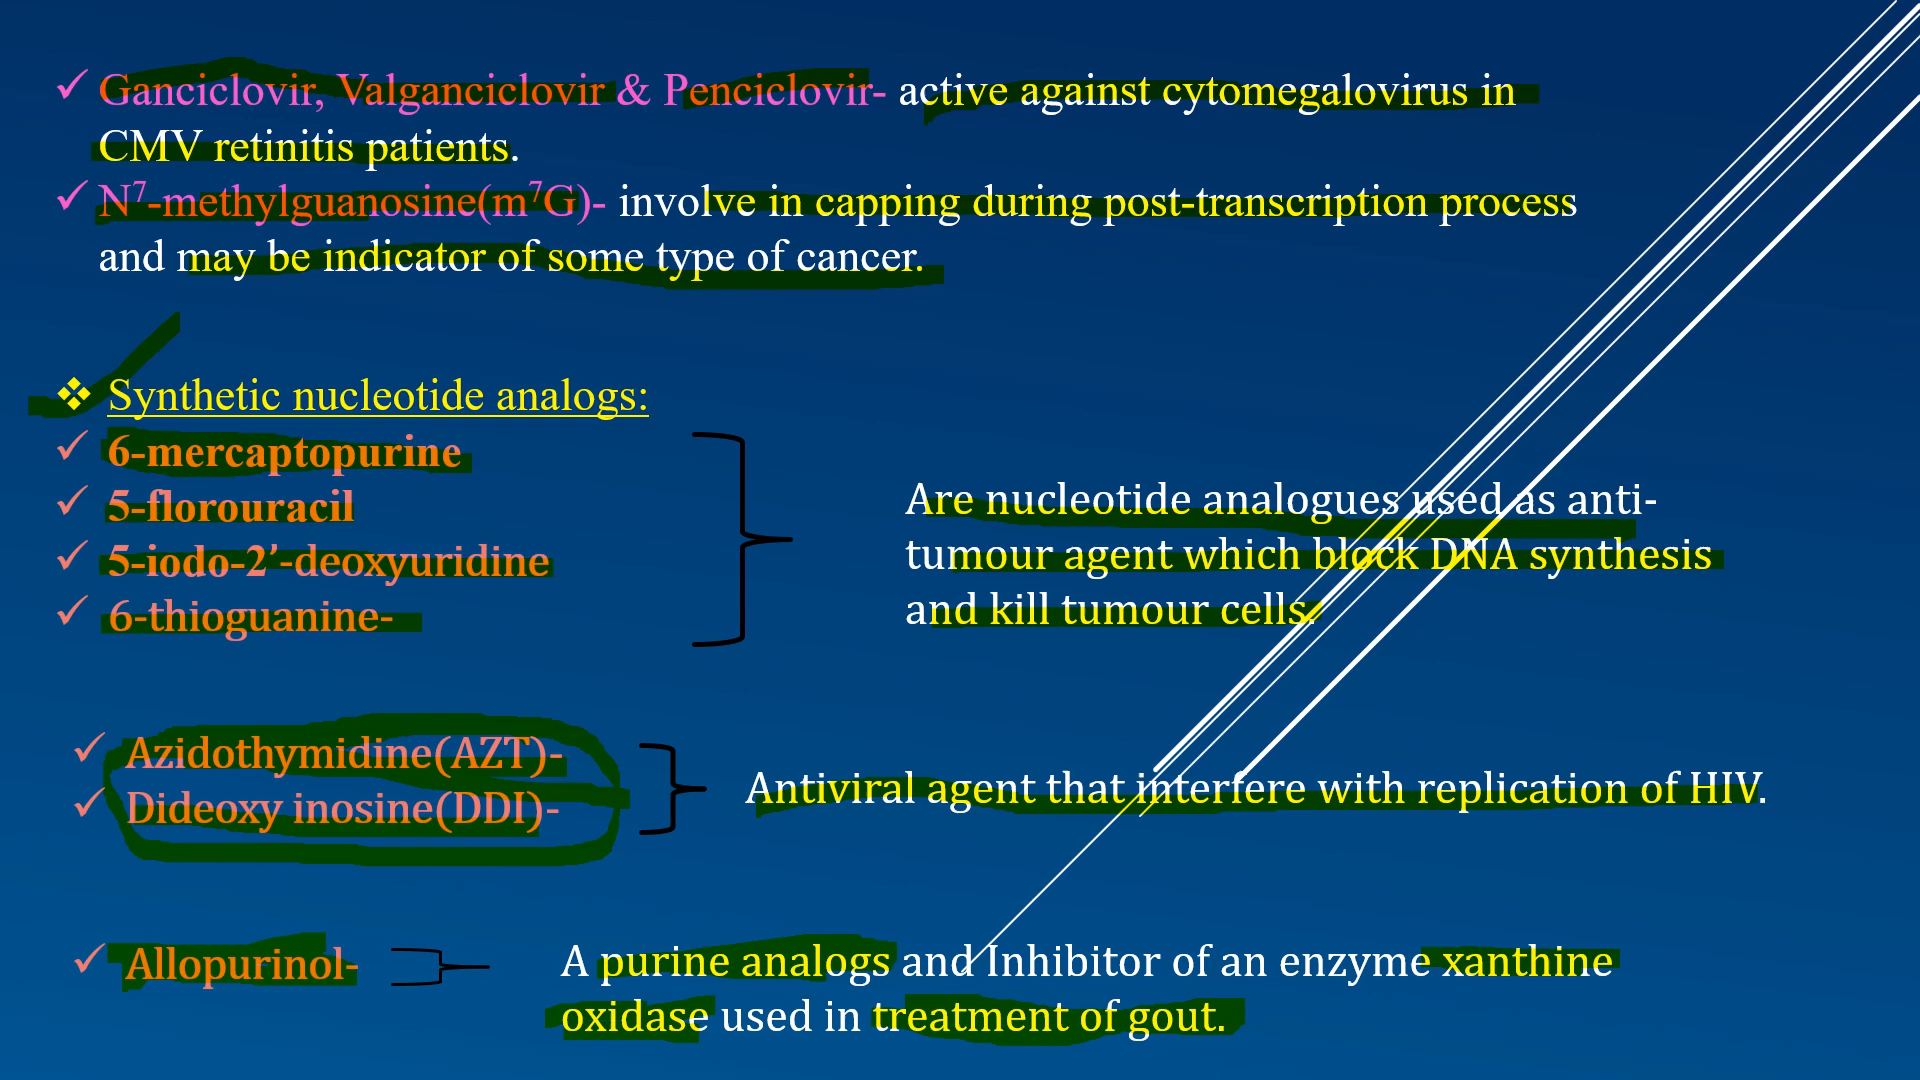 ✓ Ganciclovir, Valganciclovir & Penciclovir- active against cytomegalovirus in
CMV retinitis patients.
✓ N⁷-methylguanosine(m⁷G)- involve in capping during post-transcription process
and may be indicator of some type of cancer.
❖ Synthetic nucleotide analogs:
✓ 6-mercaptopurine
✓ 5-florouracil
✓ 5-iodo-2’-deoxyuridine
✓ 6-thioguanine-
Are nucleotide analogues used as anti-
tumour agent which block DNA synthesis
and kill tumour cells.
✓ Azidothymidine(AZT)-
✓ Dideoxy inosine(DDI)-
Antiviral agent that interfere with replication of HIV.
✓ Allopurinol-
A purine analogs and Inhibitor of an enzyme xanthine
oxidase used in treatment of gout.